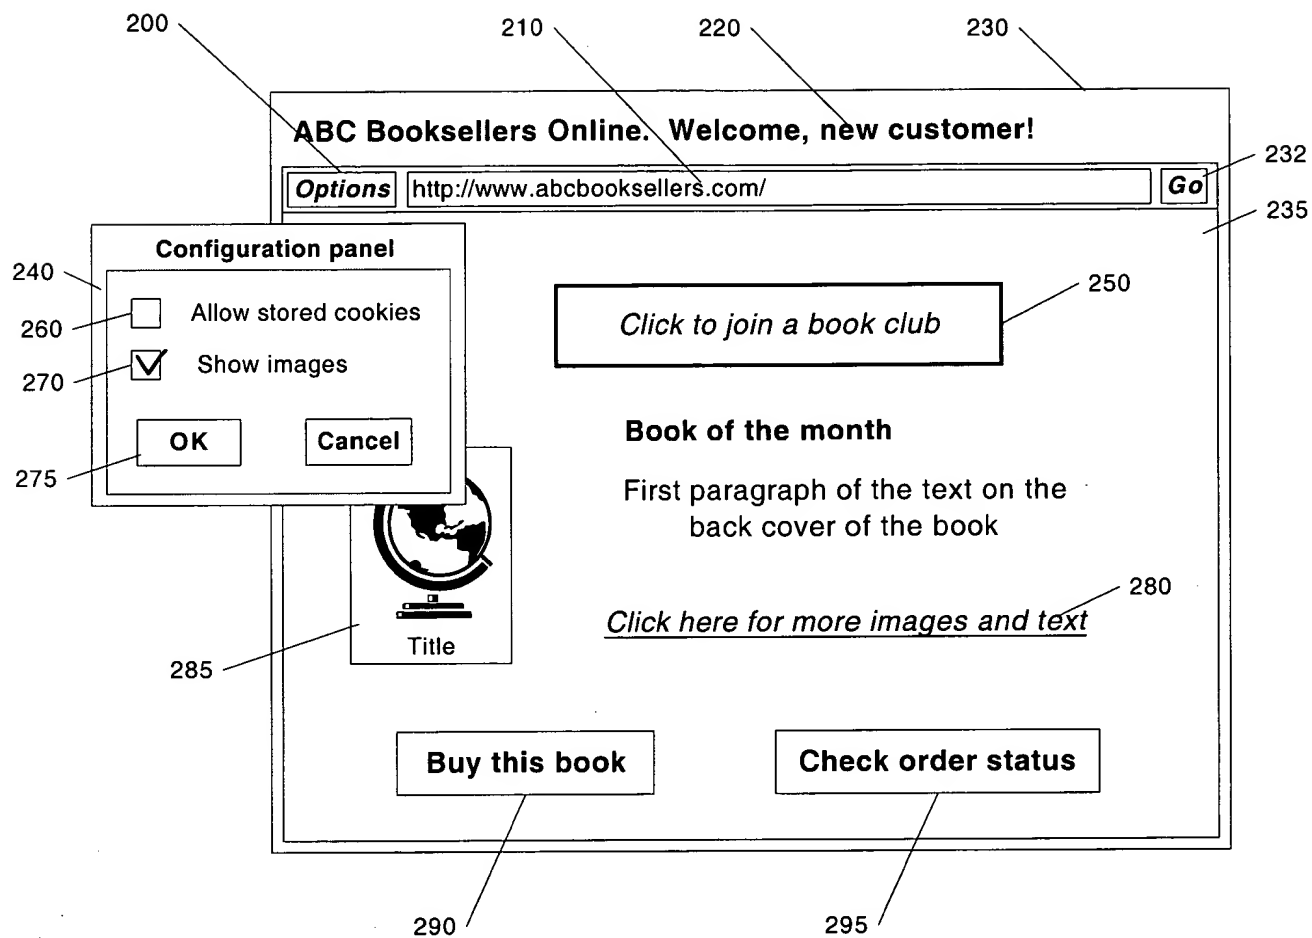 200
210
220
230
ABC Booksellers Online. Welcome, new customer!
232
Options
http://www.abcbooksellers.com/
Go
235
Configuration panel
240
250
260
Allow stored cookies
Click to join a book club
270
Show images
OK
Cancel
Book of the month
275
First paragraph of the text on the
back cover of the book
280
Click here for more images and text
Title
285
Buy this book
Check order status
290
295